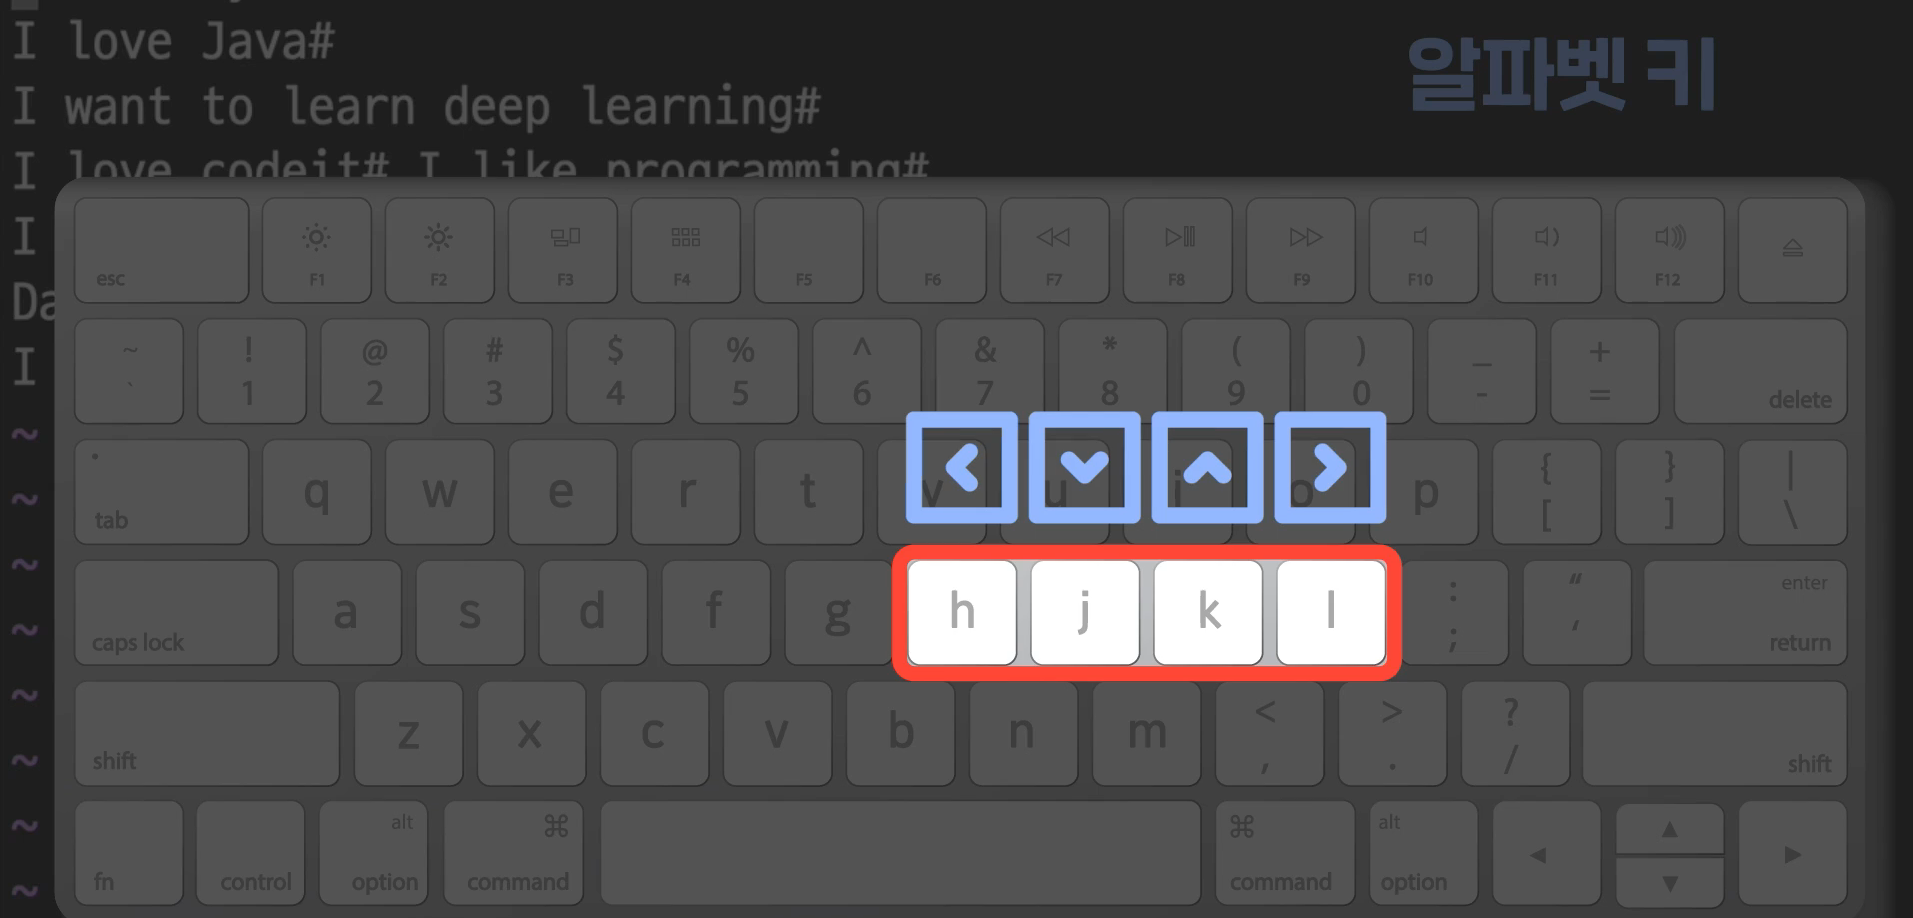 I love Java#
알파벳 키
I want to learn deep learning#
I love codeit# I like programming#
I
Da
I
~
~
~
~
~
~
~
~
esc F1 F2 F3 F4 F5 F6 F7 F8 F9 F10 F11 F12
~ ! @ # $ % ^ & * ( ) _ +
` 1 2 3 4 5 6 7 8 9 0 - = delete
tab q w e r t y u i o p { [ } ] | \
caps lock a s d f g h j k l : ; “ ‘ enter return
shift z x c v b n m < , > . ? / shift
fn control alt option ⌘ command ⌘ command alt option ◀ ▲ ▼ ▶